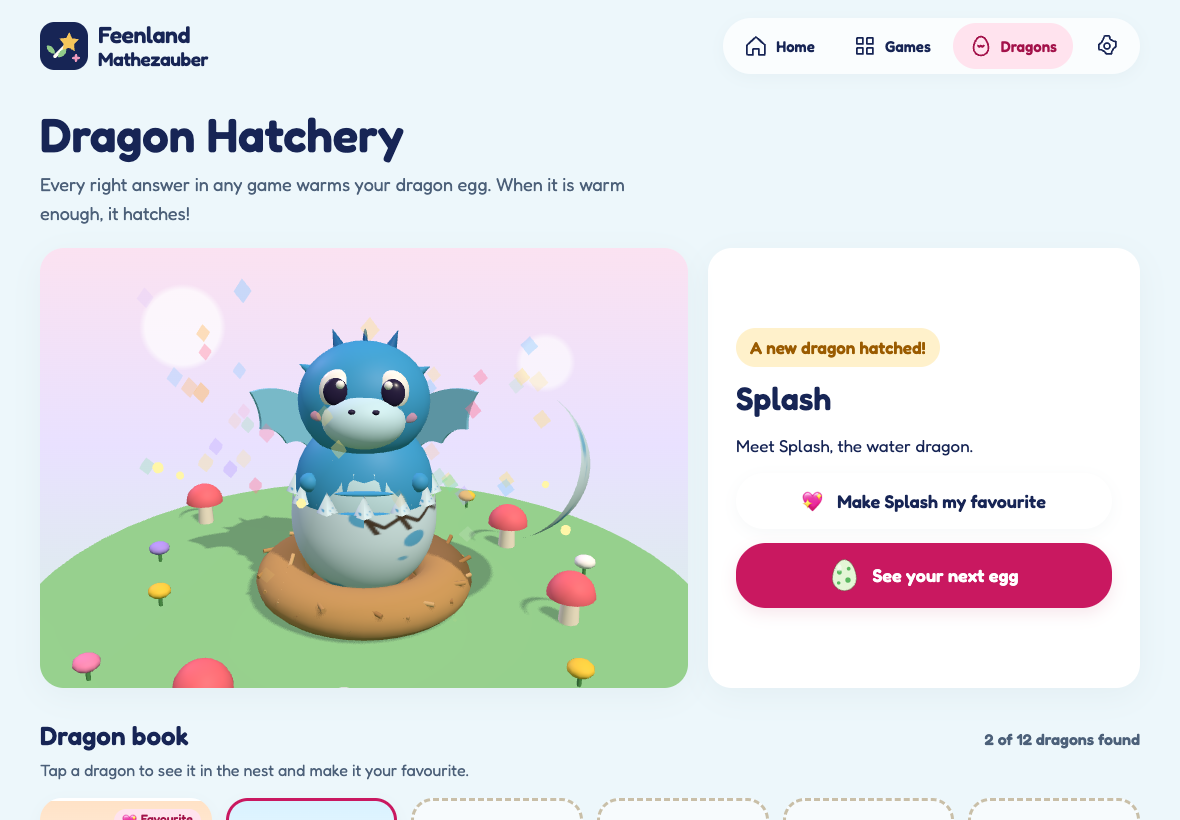 Feenland
Mathezauber
Home
Games
Dragons
Dragon Hatchery
Every right answer in any game warms your dragon egg. When it is warm
enough, it hatches!
A new dragon hatched!
Splash
Meet Splash, the water dragon.
Make Splash my favourite
See your next egg
Dragon book
2 of 12 dragons found
Tap a dragon to see it in the nest and make it your favourite.
Favourite